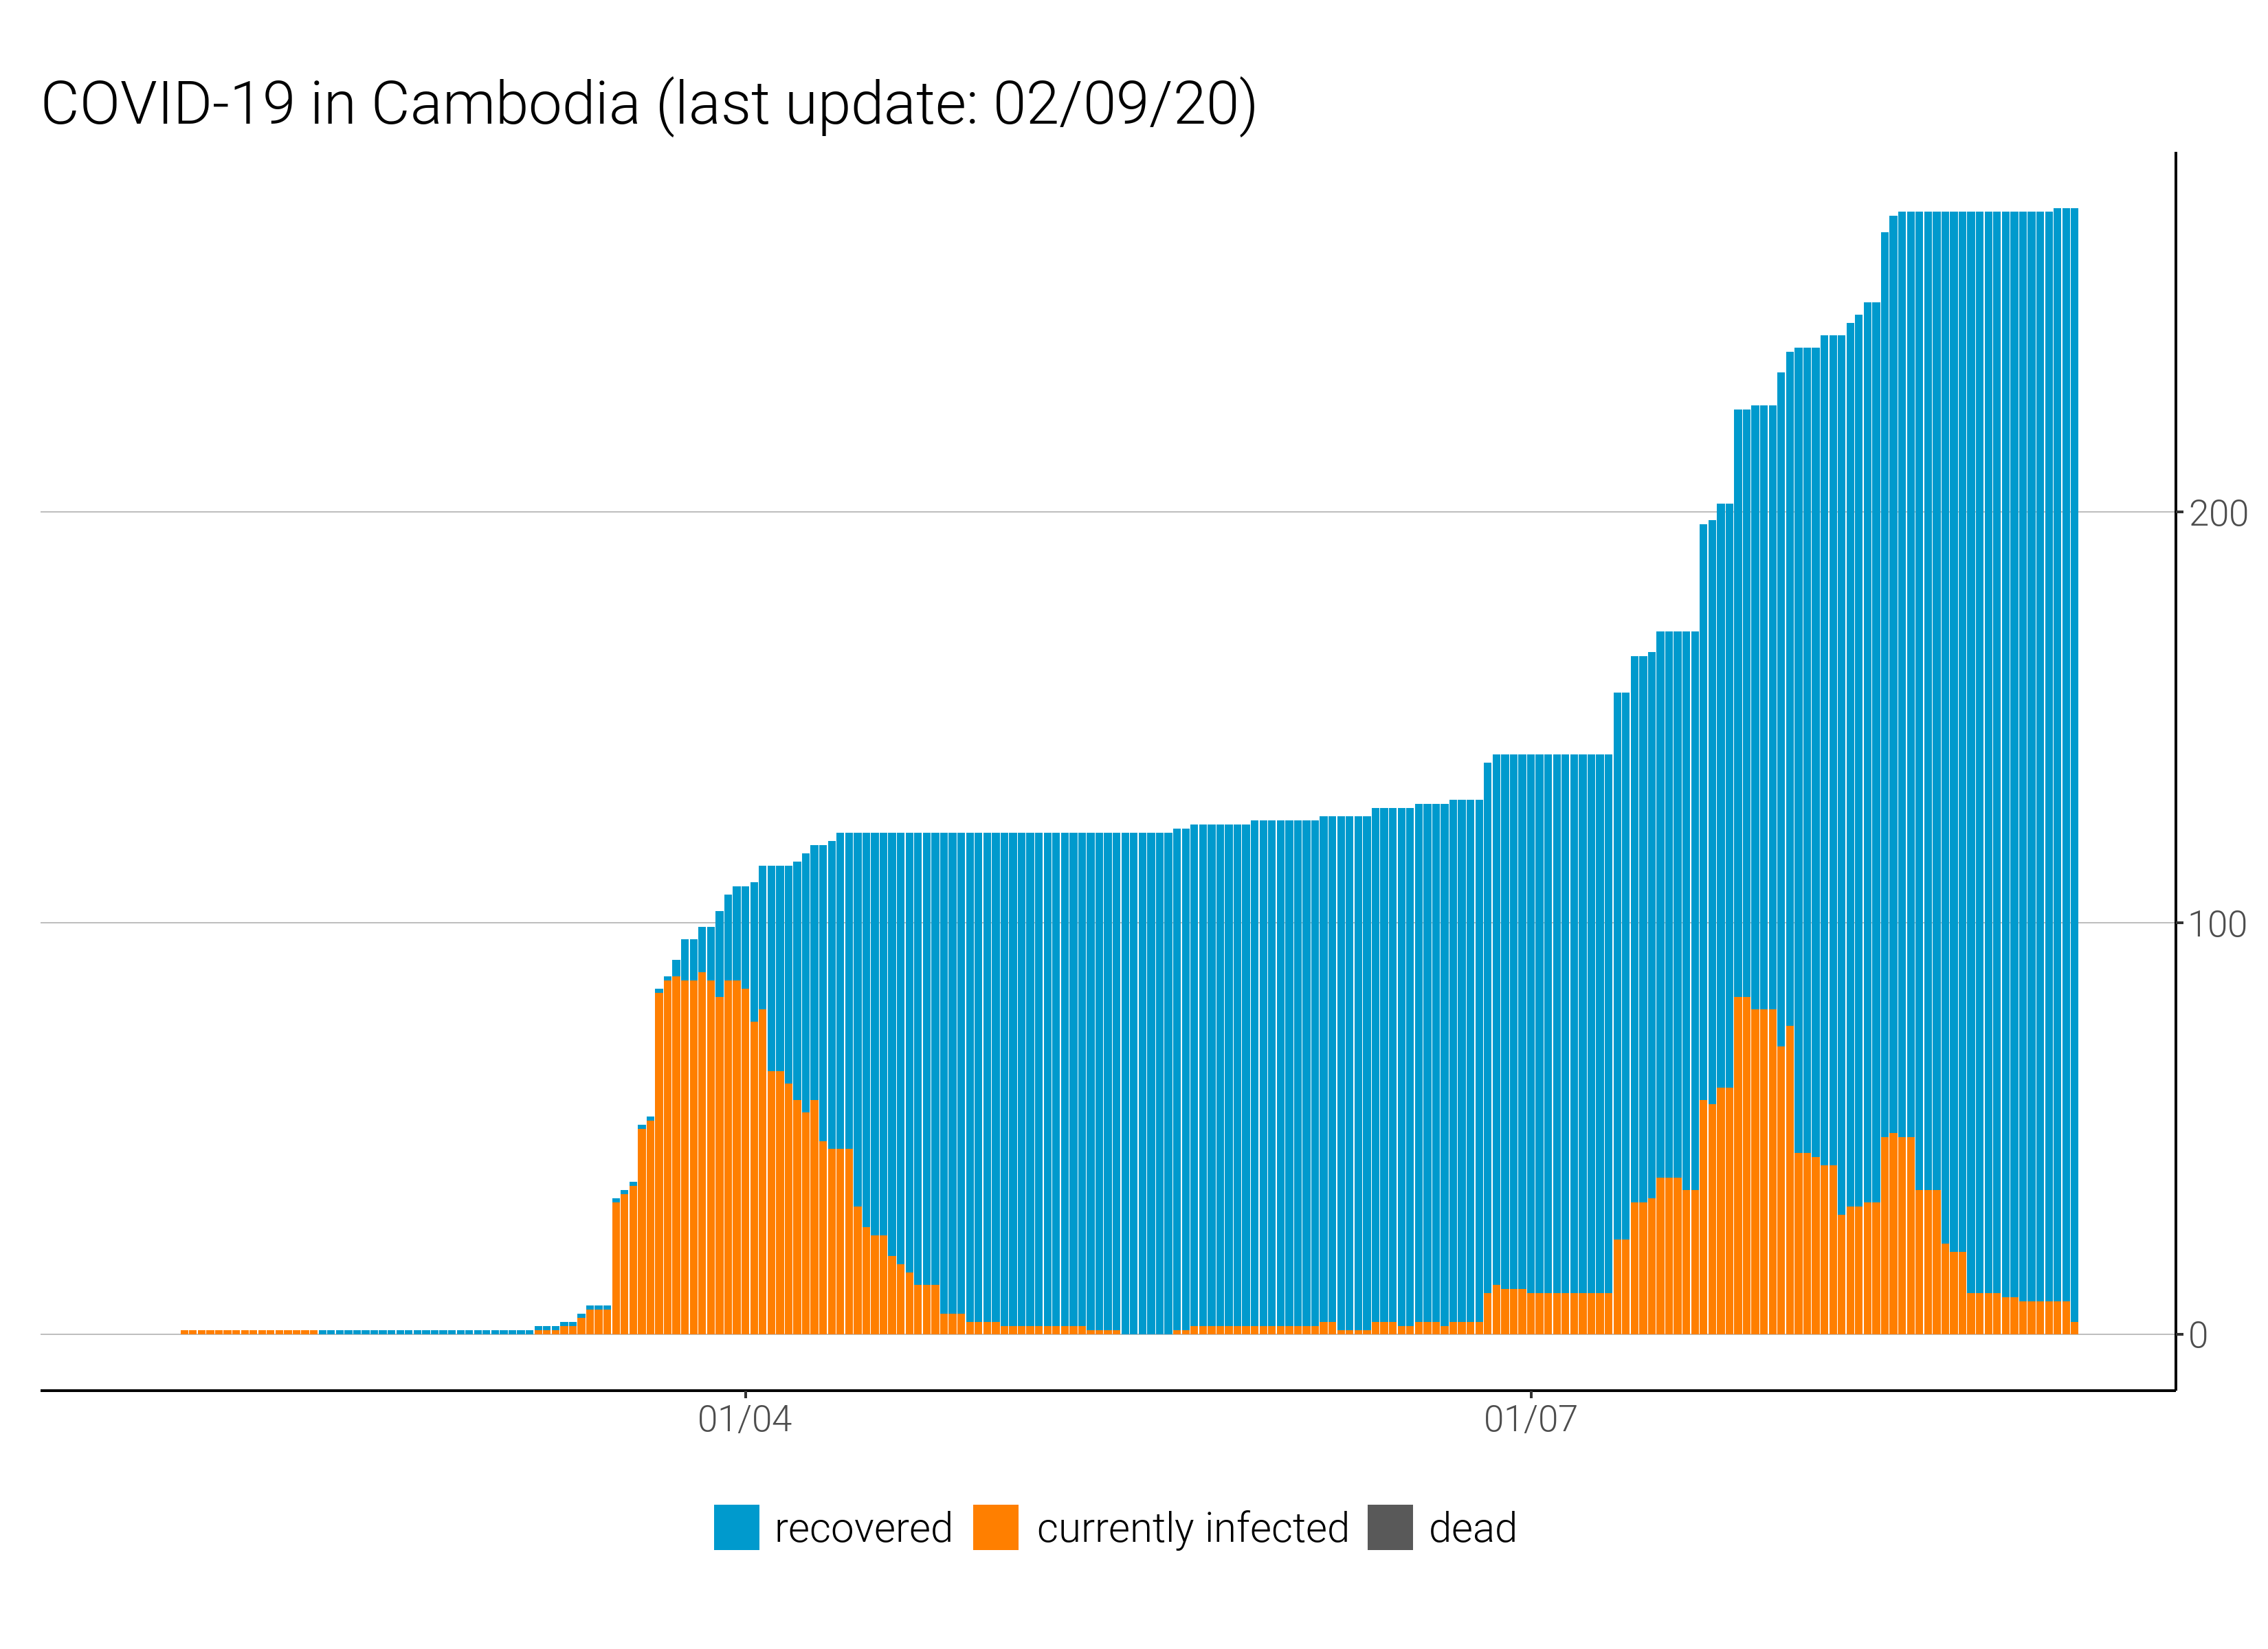 COVID-19 in Cambodia (last update: 02/09/20)
200
100
0
01/04 01/07
recovered currently infected dead